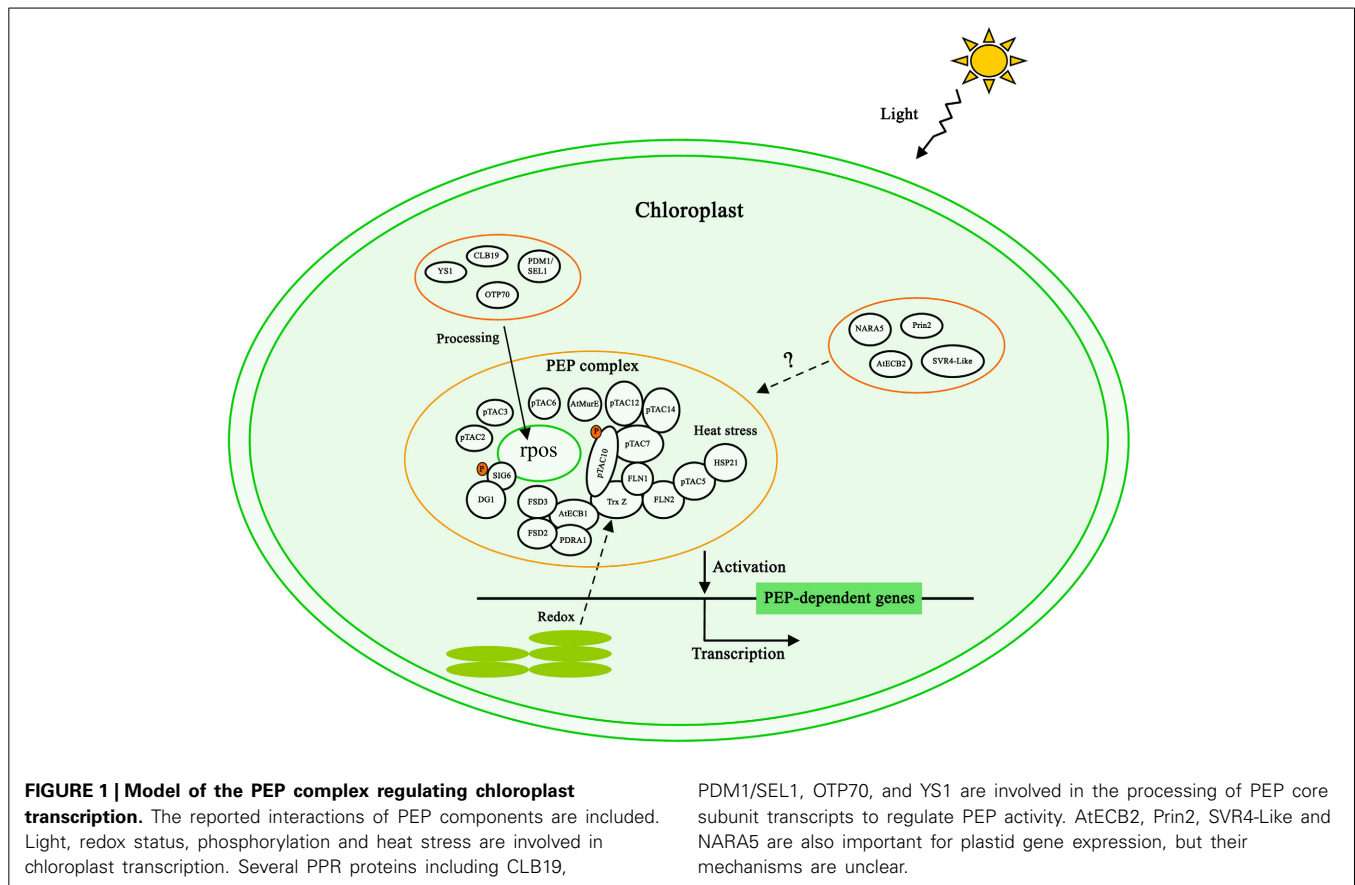 Light
Chloroplast
CLB19
YS1
PDM1/
SEL1
OTP70
Processing
NARA5
Prin2
AtECB2
SVR4-Like
?
PEP complex
pTAC3
pTAC6
AtMurE
pTAC12
pTAC14
pTAC2
rpos
P
pTAC10
pTAC7
Heat stress
HSP21
P
SIG6
DG1
FLN1
pTAC5
FSD3
AtECB1
Trx Z
FLN2
FSD2
PDRA1
Activation
PEP-dependent genes
Redox
Transcription
FIGURE 1 | Model of the PEP complex regulating chloroplast
transcription. The reported interactions of PEP components are included.
Light, redox status, phosphorylation and heat stress are involved in
chloroplast transcription. Several PPR proteins including CLB19,
PDM1/SEL1, OTP70, and YS1 are involved in the processing of PEP core
subunit transcripts to regulate PEP activity. AtECB2, Prin2, SVR4-Like and
NARA5 are also important for plastid gene expression, but their
mechanisms are unclear.